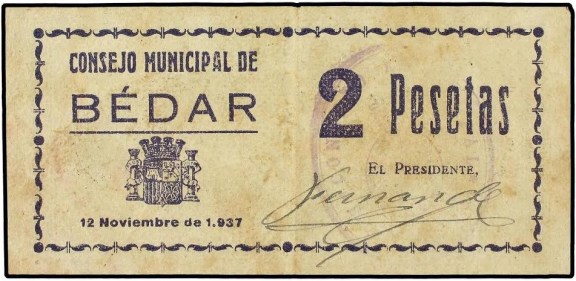 CONSEJO MUNICIPAL DE
BÉDAR
12 Noviembre de 1.937
2 Pesetas
EL PRESIDENTE,